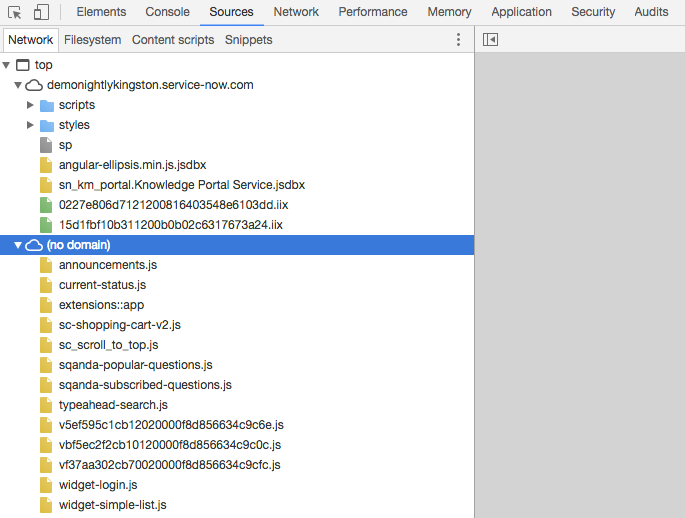 Elements Console Sources Network Performance Memory Application Security Audits
Network Filesystem Content scripts Snippets
top
demonightlykingston.service-now.com
scripts
styles
sp
angular-ellipsis.min.js.jsdbx
sn_km_portal.Knowledge Portal Service.jsdbx
0227e806d7121200816403548e6103dd.iix
15d1fbf10b311200b0b02c6317673a24.iix
(no domain)
announcements.js
current-status.js
extensions::app
sc-shopping-cart-v2.js
sc_scroll_to_top.js
sqanda-popular-questions.js
sqanda-subscribed-questions.js
typeahead-search.js
v5ef595c1cb12020000f8d856634c9c6e.js
vbf5ec2f2cb10120000f8d856634c9c0c.js
vf37aa302cb70020000f8d856634c9cfc.js
widget-login.js
widget-simple-list.js